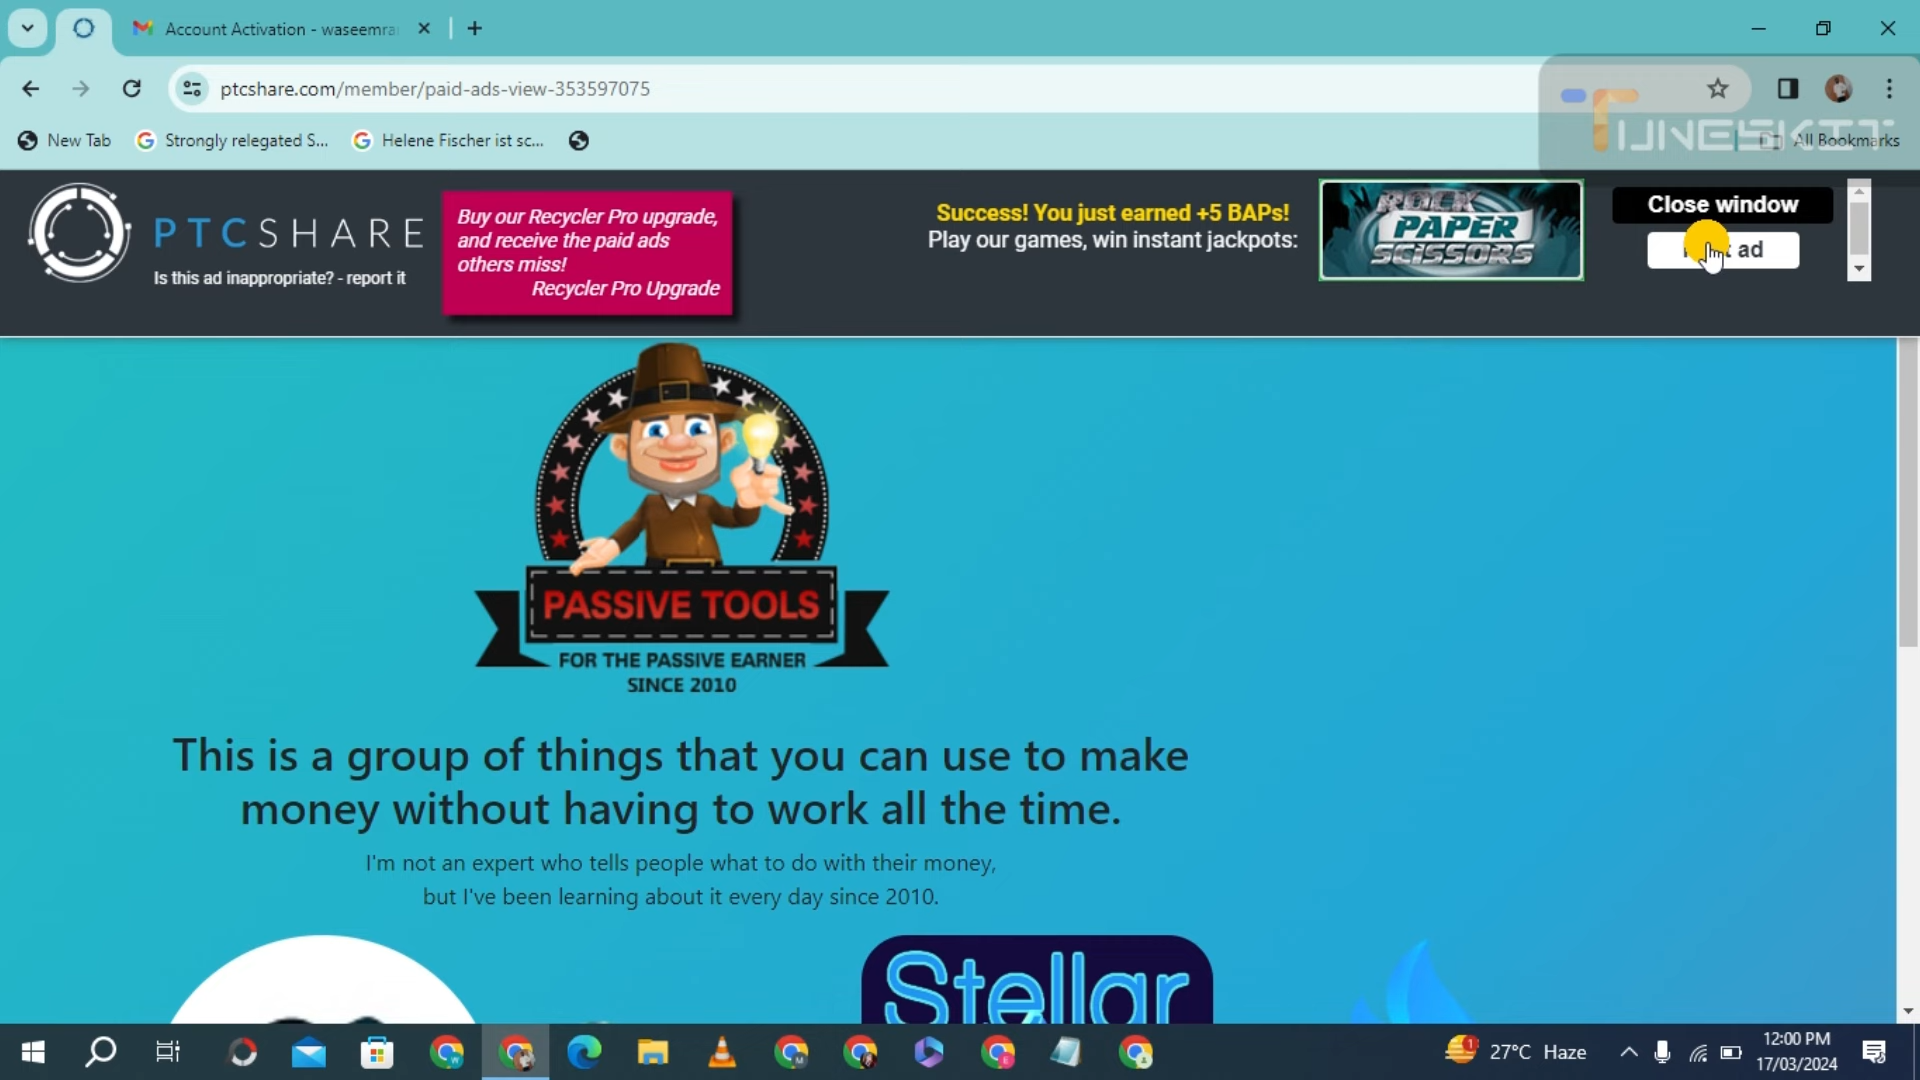 Account Activation - waseemra
ptcshare.com/member/paid-ads-view-353597075
New Tab
Strongly relegated S...
Helene Fischer ist sc...
All Bookmarks
TUNESKIT
PTCSHARE
Is this ad inappropriate? - report it
Buy our Recycler Pro upgrade,
and receive the paid ads
others miss!
Recycler Pro Upgrade
Success! You just earned +5 BAPs!
Play our games, win instant jackpots:
ROCK
PAPER
SCISSORS
Close window
ad
PASSIVE TOOLS
FOR THE PASSIVE EARNER
SINCE 2010
This is a group of things that you can use to make
money without having to work all the time.
I'm not an expert who tells people what to do with their money,
but I've been learning about it every day since 2010.
Stellar
27°C Haze
12:00 PM
17/03/2024